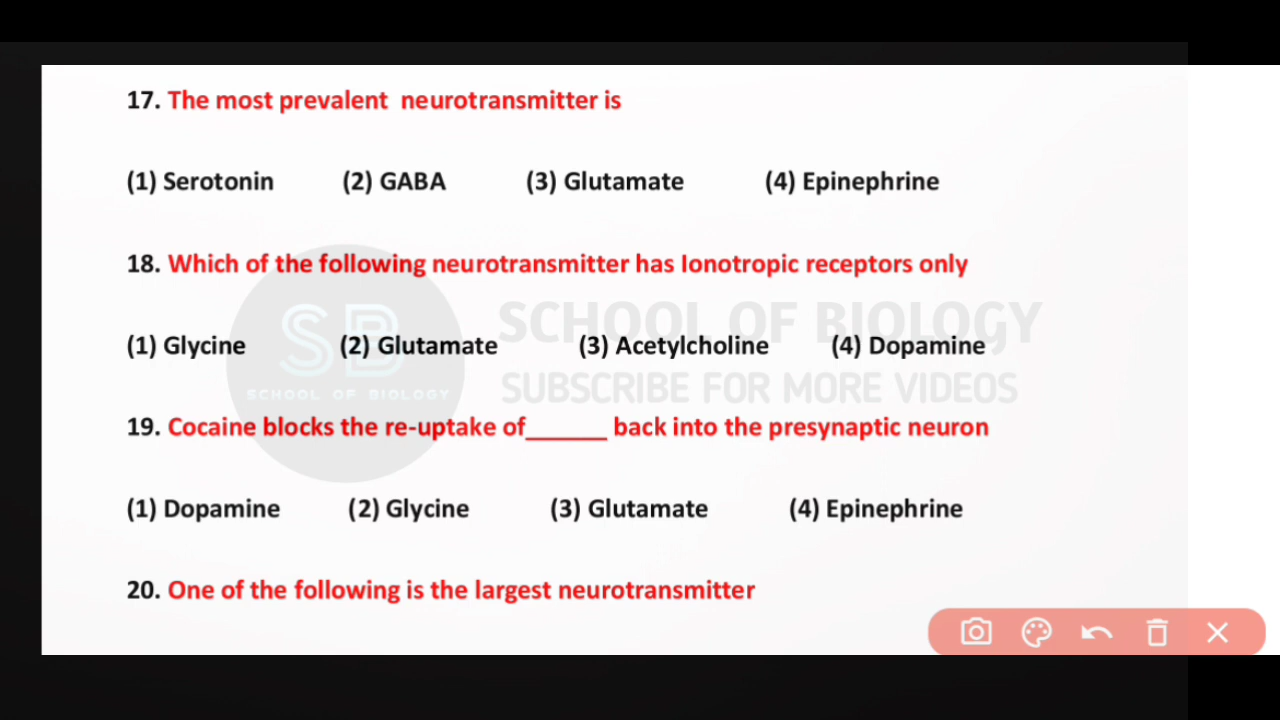 17. The most prevalent neurotransmitter is
(1) Serotonin (2) GABA (3) Glutamate (4) Epinephrine
18. Which of the following neurotransmitter has Ionotropic receptors only
SB
SCHOOL OF BIOLOGY
(1) Glycine (2) Glutamate (3) Acetylcholine (4) Dopamine
SCHOOL OF BIOLOGY
SUBSCRIBE FOR MORE VIDEOS
19. Cocaine blocks the re-uptake of______ back into the presynaptic neuron
(1) Dopamine (2) Glycine (3) Glutamate (4) Epinephrine
20. One of the following is the largest neurotransmitter